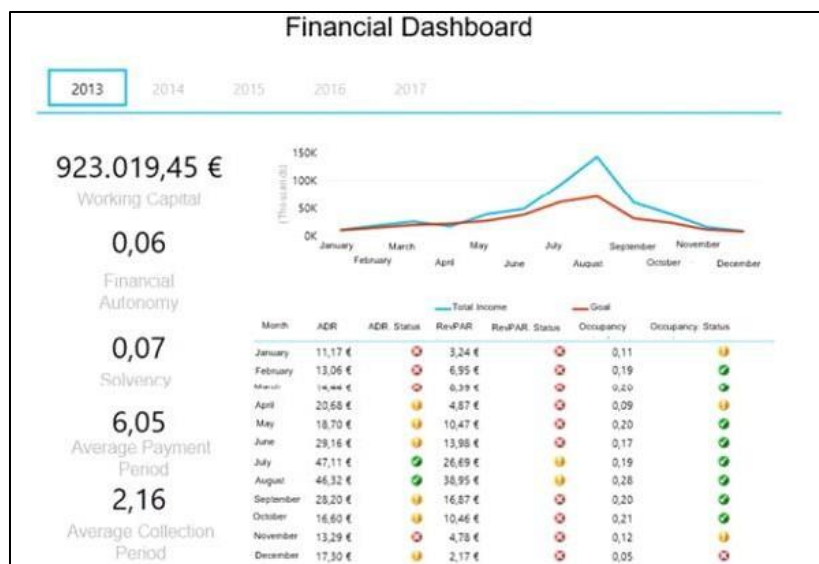 Financial Dashboard
2013 2014 2015 2016 2017
923.019,45 €
Working Capital
0,06
Financial
Autonomy
0,07
Solvency
6,05
Average Payment
Period
2,16
Average Collection
Period
(Thousands)
150K
100K
50K
0K
January March May July September November
February April June August October December
Total Income Goal
Month ADR ADR. Status RevPAR RevPAR. Status Occupancy Occupancy. Status
January 11,17 € 3,24 € 0,11
February 13,06 € 6,95 € 0,19
March 8,39 € 0,20
April 20,68 € 4,87 € 0,09
May 18,70 € 10,47 € 0,20
June 29,16 € 13,98 € 0,17
July 47,11 € 26,69 € 0,19
August 46,32 € 38,95 € 0,28
September 28,20 € 16,87 € 0,20
October 16,60 € 10,46 € 0,21
November 13,29 € 4,78 € 0,12
December 17,30 € 2,17 € 0,05